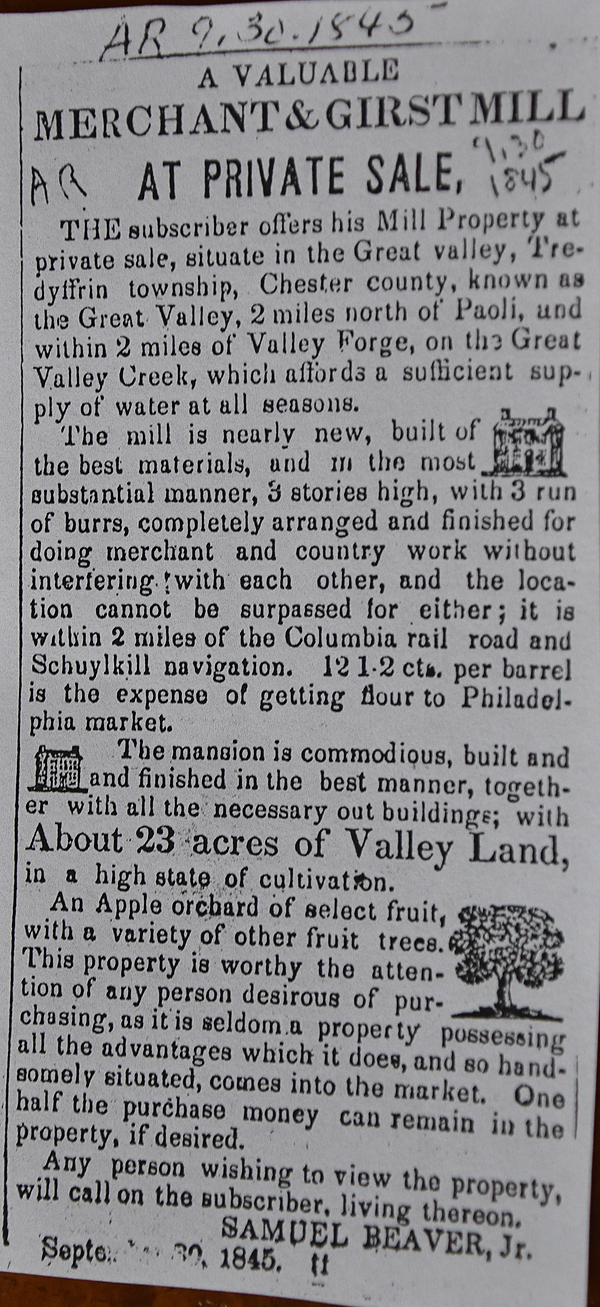 AR 9.30.1845
A VALUABLE
MERCHANT & GIRST MILL
AR AT PRIVATE SALE, 9.30
1845
THE subscriber offers his Mill Property at
private sale, situate in the Great valley, Tre-
dyffrin township, Chester county, known as
the Great Valley, 2 miles north of Paoli, and
within 2 miles of Valley Forge, on the Great
Valley Creek, which affords a sufficient sup-
ply of water at all seasons.
The mill is nearly new, built of
the best materials, and in the most
substantial manner, 3 stories high, with 3 run
of burrs, completely arranged and finished for
doing merchant and country work without
interfering with each other, and the loca-
tion cannot be surpassed for either; it is
within 2 miles of the Columbia rail road and
Schuylkill navigation. 12 1-2 cts. per barrel
is the expense of getting flour to Philadel-
phia market.
The mansion is commodious, built and
and finished in the best manner, togeth-
er with all the necessary out buildings; with
About 23 acres of Valley Land,
in a high state of cultivation.
An Apple orchard of select fruit,
with a variety of other fruit trees.
This property is worthy the atten-
tion of any person desirous of pur-
chasing, as it is seldom a property possessing
all the advantages which it does, and so hand-
somely situated, comes into the market. One
half the purchase money can remain in the
property, if desired.
Any person wishing to view the property,
will call on the subscriber, living thereon.
SAMUEL BEAVER, Jr.
30, 1845. tf